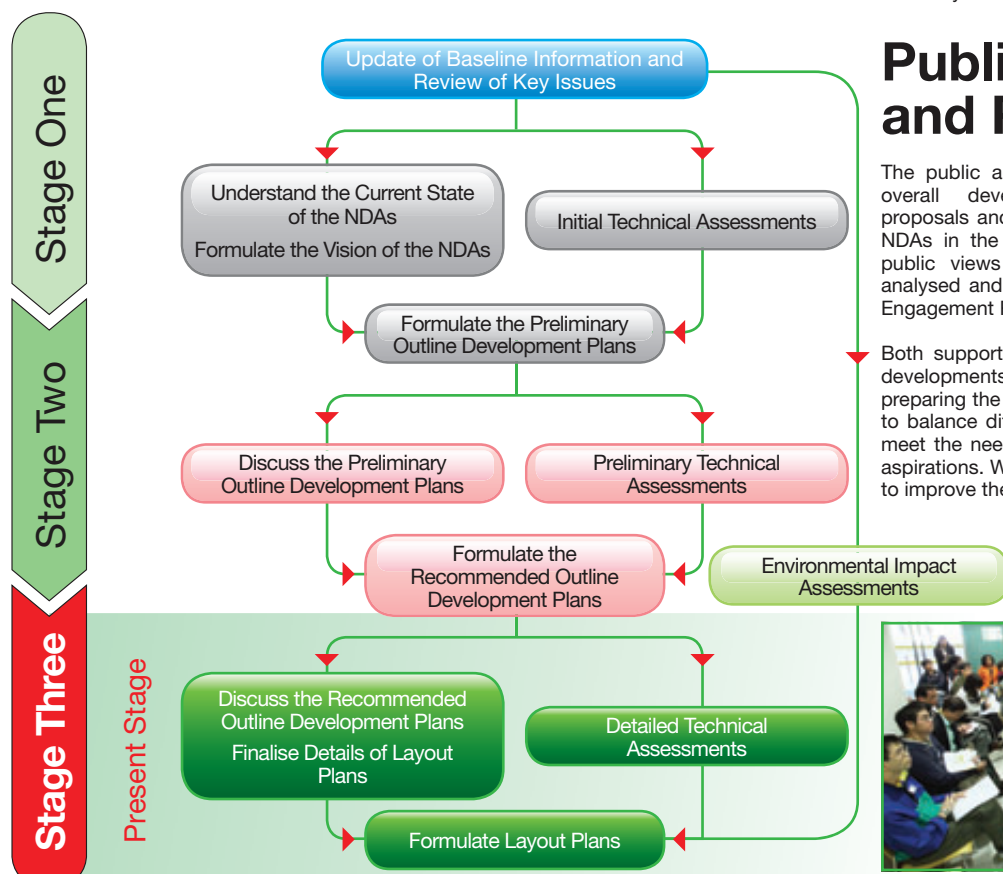 Stage One
Stage Two
Stage Three
Present Stage
Update of Baseline Information and
Review of Key Issues
Understand the Current State
of the NDAs
Formulate the Vision of the NDAs
Initial Technical Assessments
Formulate the Preliminary
Outline Development Plans
Discuss the Preliminary
Outline Development Plans
Preliminary Technical
Assessments
Formulate the
Recommended Outline
Development Plans
Environmental Impact
Assessments
Discuss the Recommended
Outline Development Plans
Finalise Details of Layout
Plans
Detailed Technical
Assessments
Formulate Layout Plans
Publi
and
The public a
overall deve
proposals and
NDAs in the
public views
analysed and
Engagement
Both support
developments
preparing the
to balance di
meet the nee
aspirations. W
to improve the